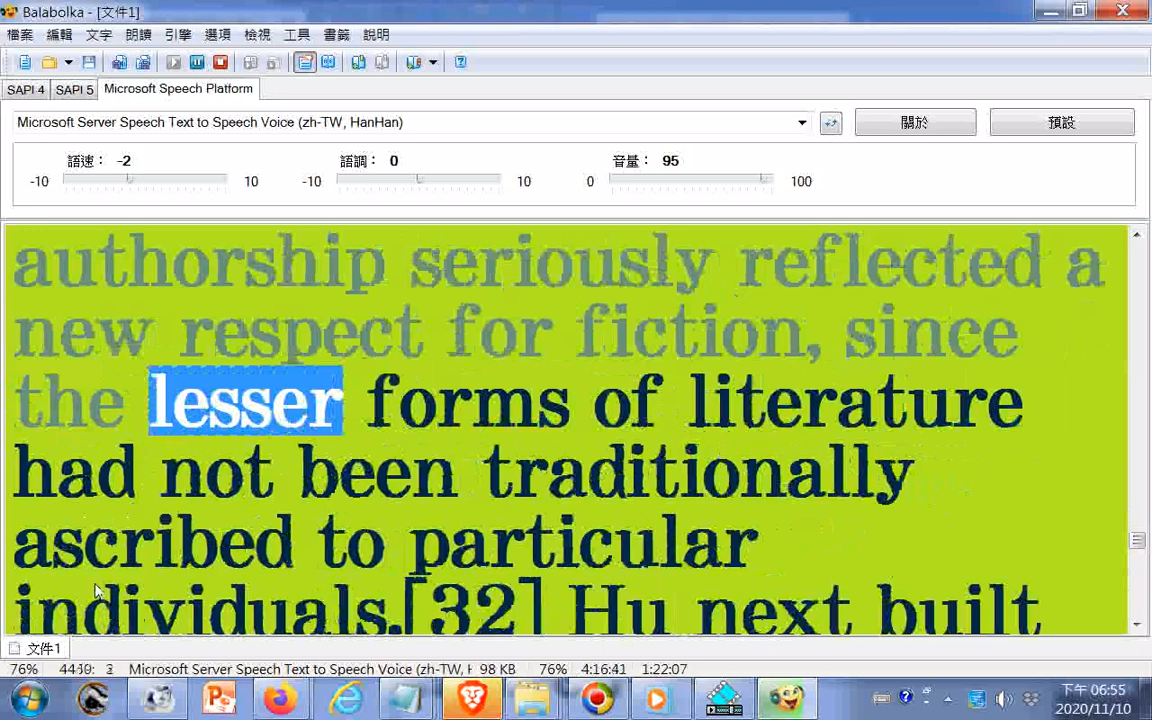 Balabolka - [文件1]
檔案 編輯 文字 朗讀 引擎 選項 檢視 工具 書籤 說明
SAPI 4 SAPI 5 Microsoft Speech Platform
Microsoft Server Speech Text to Speech Voice (zh-TW, HanHan) 關於 預設
語速： -2 語調： 0 音量： 95
-10 10 -10 10 0 100
authorship seriously reflected a
new respect for fiction, since
the lesser forms of literature
had not been traditionally
ascribed to particular
individuals.[32] Hu next built
文件1
76% 3 Microsoft Server Speech Text to Speech Voice (zh-TW, H 98 KB 76% 4:16:41 1:22:07
下午 06:55
2020/11/10